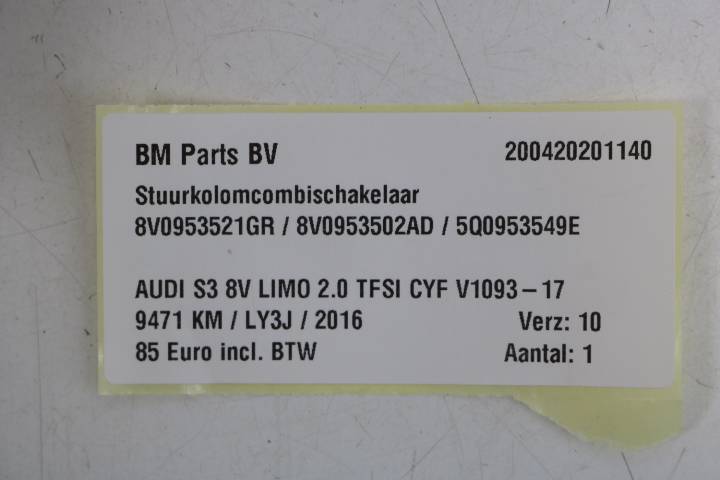 BM Parts BV 200420201140
Stuurkolomcombischakelaar
8V0953521GR / 8V0953502AD / 5Q0953549E
AUDI S3 8V LIMO 2.0 TFSI CYF V1093-17
9471 KM / LY3J / 2016 Verz: 10
85 Euro incl. BTW Aantal: 1